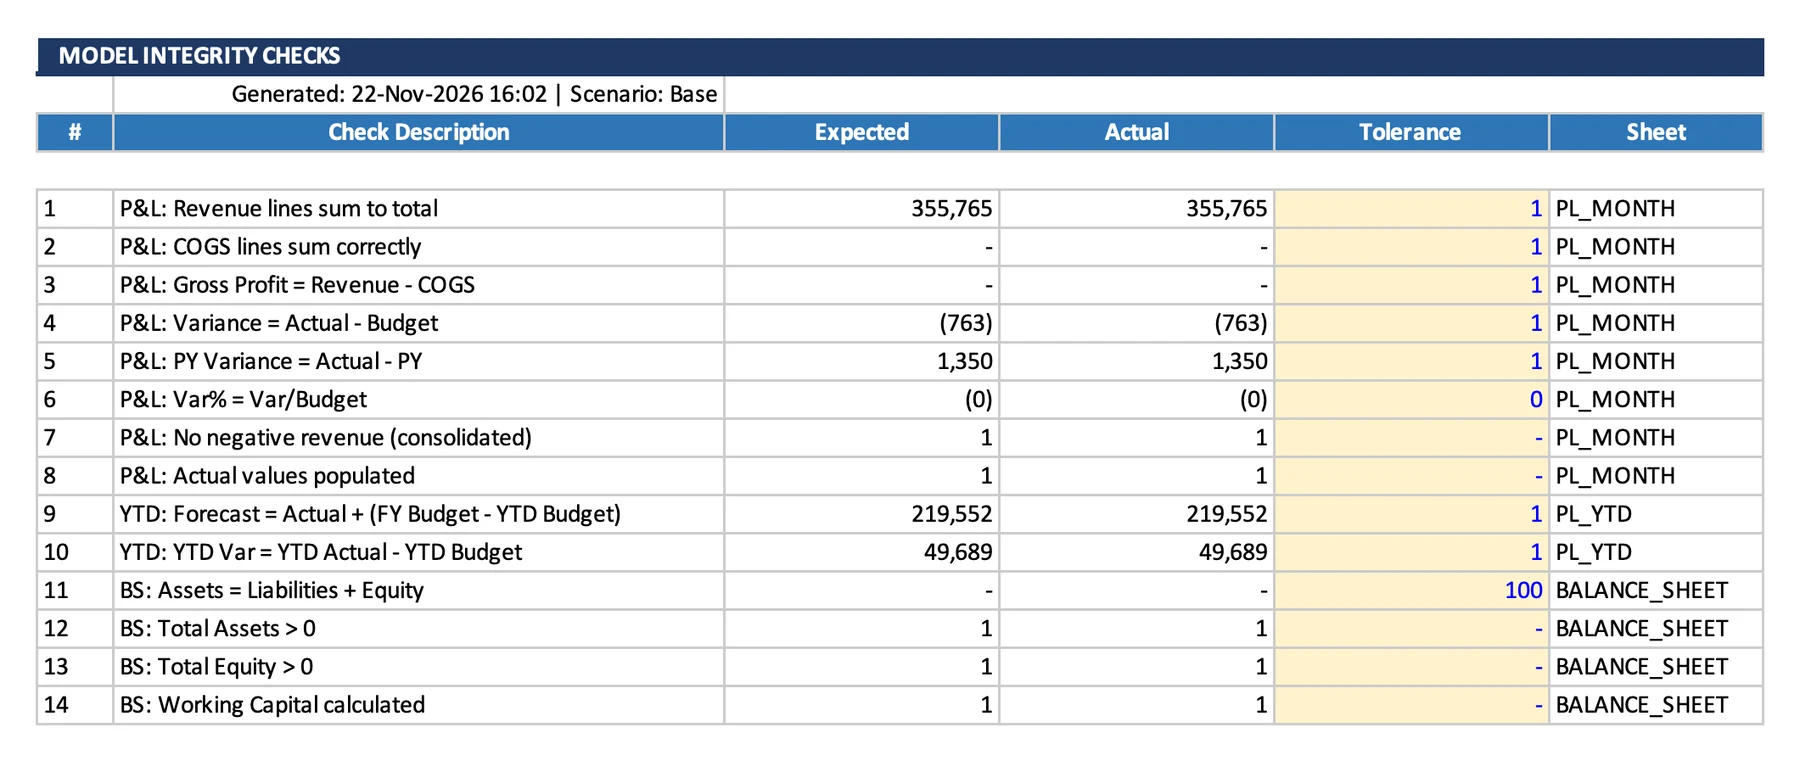 MODEL INTEGRITY CHECKS
Generated: 22-Nov-2026 16:02 | Scenario: Base
# Check Description Expected Actual Tolerance Sheet
1 P&L: Revenue lines sum to total 355,765 355,765 1 PL_MONTH
2 P&L: COGS lines sum correctly - - 1 PL_MONTH
3 P&L: Gross Profit = Revenue - COGS - - 1 PL_MONTH
4 P&L: Variance = Actual - Budget (763) (763) 1 PL_MONTH
5 P&L: PY Variance = Actual - PY 1,350 1,350 1 PL_MONTH
6 P&L: Var% = Var/Budget (0) (0) 0 PL_MONTH
7 P&L: No negative revenue (consolidated) 1 1 - PL_MONTH
8 P&L: Actual values populated 1 1 - PL_MONTH
9 YTD: Forecast = Actual + (FY Budget - YTD Budget) 219,552 219,552 1 PL_YTD
10 YTD: YTD Var = YTD Actual - YTD Budget 49,689 49,689 1 PL_YTD
11 BS: Assets = Liabilities + Equity - - 100 BALANCE_SHEET
12 BS: Total Assets > 0 1 1 - BALANCE_SHEET
13 BS: Total Equity > 0 1 1 - BALANCE_SHEET
14 BS: Working Capital calculated 1 1 - BALANCE_SHEET